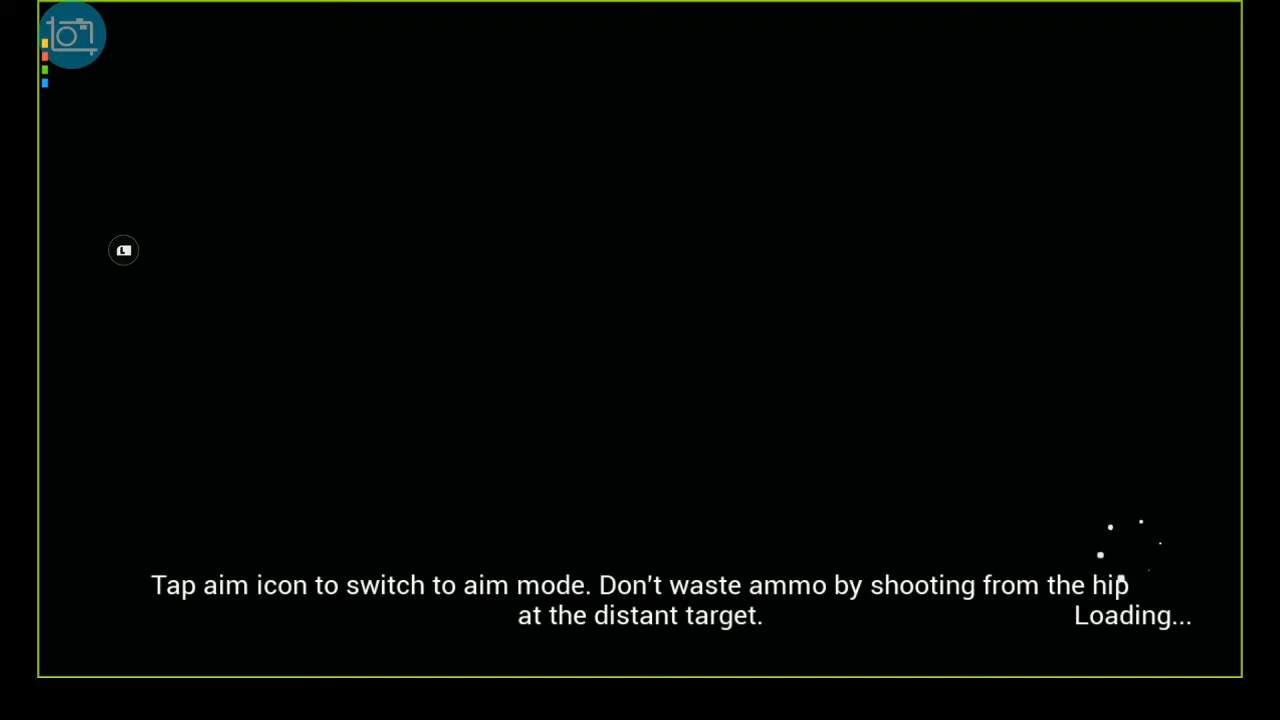 L
Tap aim icon to switch to aim mode. Don't waste ammo by shooting from the hip
at the distant target.
Loading...